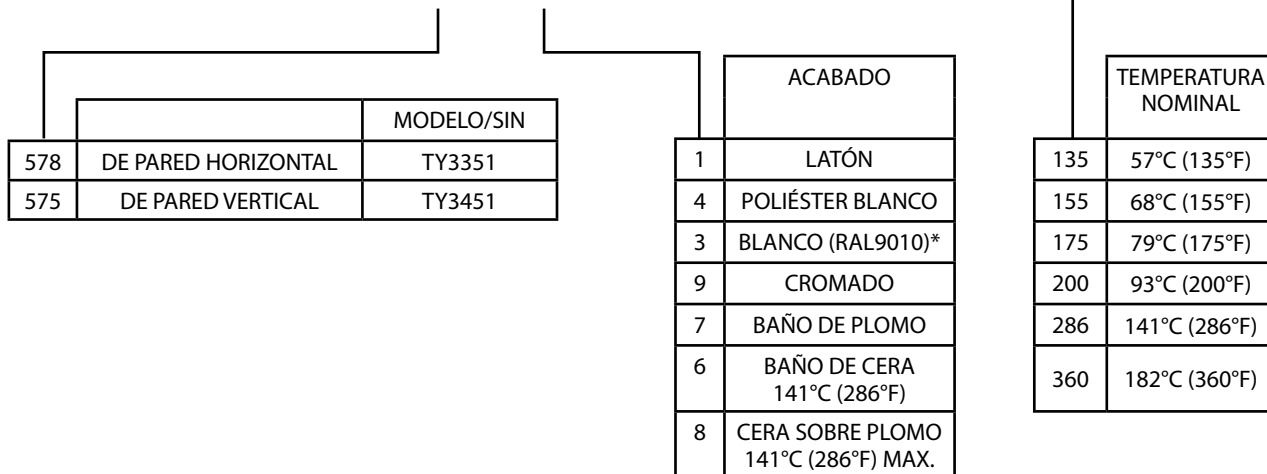 MODELO/SIN
578 DE PARED HORIZONTAL TY3351
575 DE PARED VERTICAL TY3451
ACABADO
1 LATÓN
4 POLIÉSTER BLANCO
3 BLANCO (RAL9010)*
9 CROMADO
7 BAÑO DE PLOMO
6 BAÑO DE CERA
141°C (286°F)
8 CERA SOBRE PLOMO
141°C (286°F) MAX.
TEMPERATURA
NOMINAL
135 57°C (135°F)
155 68°C (155°F)
175 79°C (175°F)
200 93°C (200°F)
286 141°C (286°F)
360 182°C (360°F)